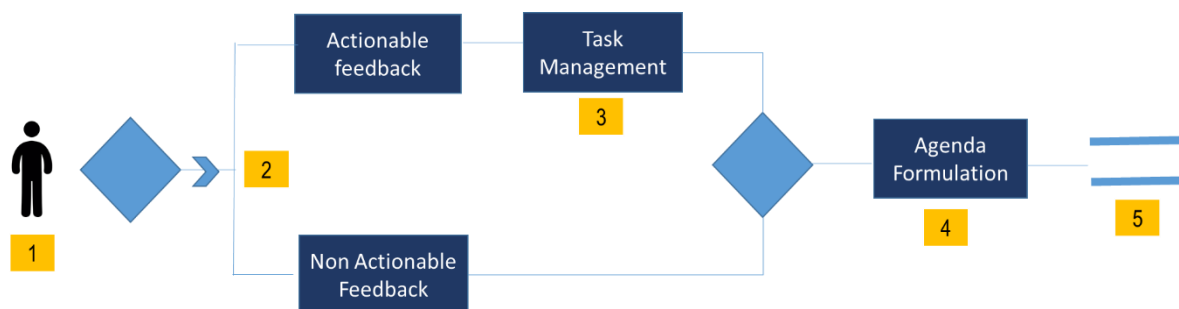 Actionable
feedback
Task
Management
3
2
1
Non Actionable
Feedback
Agenda
Formulation
4
5